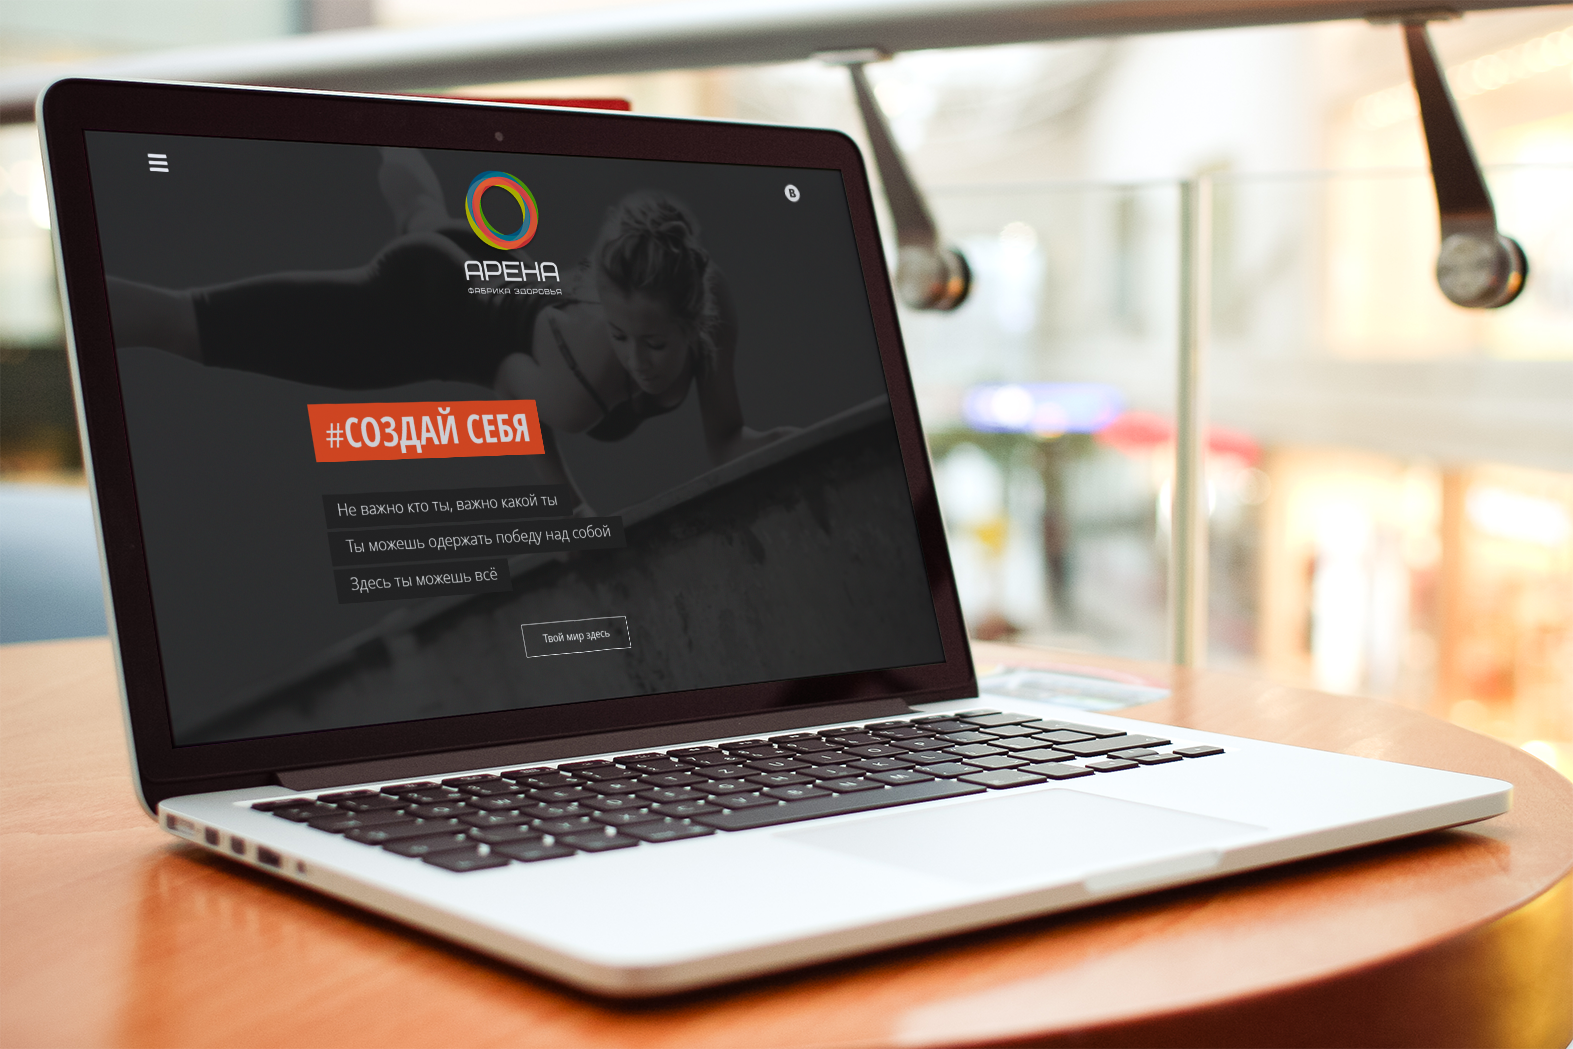 В
АРЕНА
ФАБРИКА ЗДОРОВЬЯ
#СОЗДАЙ СЕБЯ
Не важно кто ты, важно какой ты
Ты можешь одержать победу над собой
Здесь ты можешь всё
Твой мир здесь